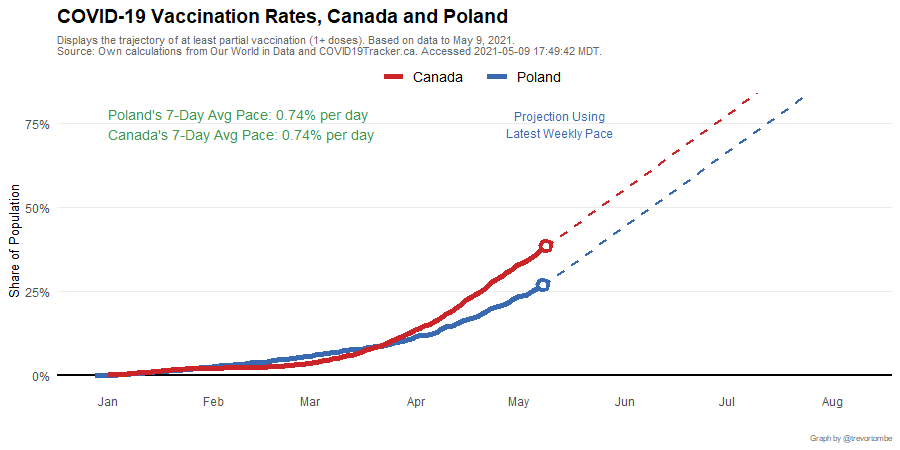 COVID-19 Vaccination Rates, Canada and Poland
Displays the trajectory of at least partial vaccination (1+ doses). Based on data to May 9, 2021.
Source: Own calculations from Our World in Data and COVID19Tracker.ca. Accessed 2021-05-09 17:49:42 MDT.
Canada Poland
Poland's 7-Day Avg Pace: 0.74% per day
Canada's 7-Day Avg Pace: 0.74% per day
Projection Using
Latest Weekly Pace
Share of Population
75%
50%
25%
0%
Jan Feb Mar Apr May Jun Jul Aug
Graph by @trevortombe